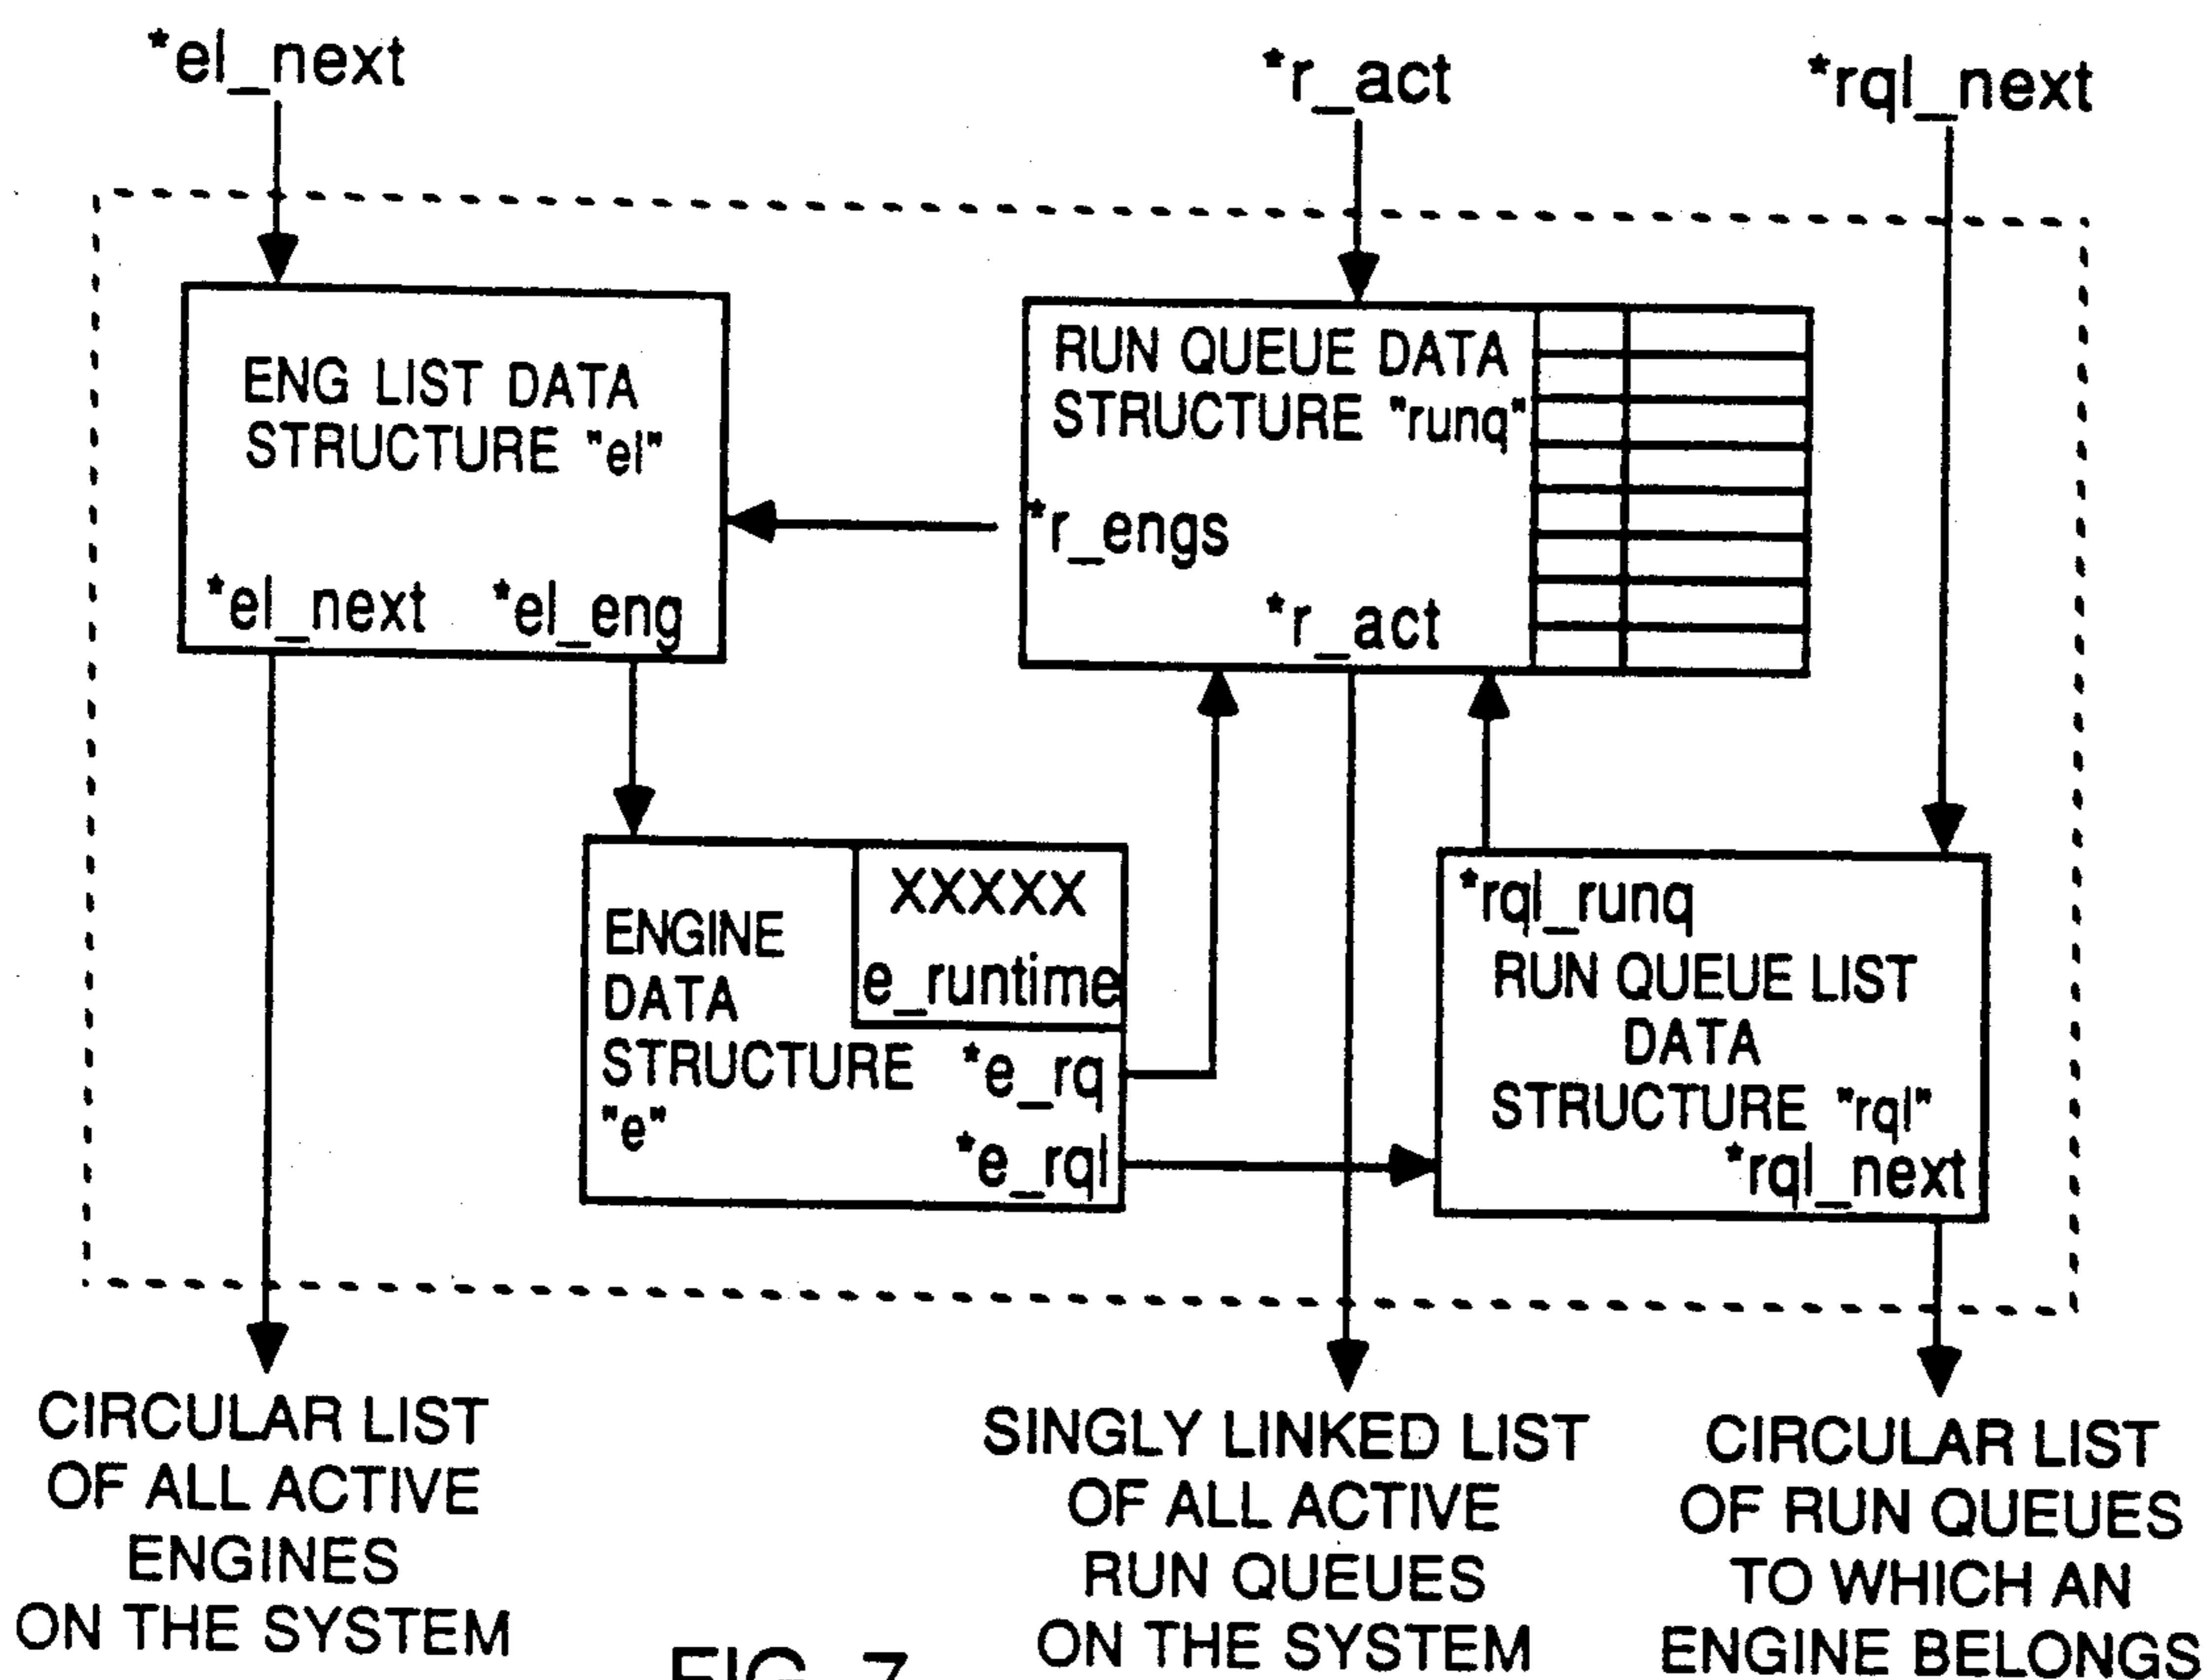 *el_next
*r_act
*rql_next
ENG LIST DATA
STRUCTURE "el"
*el_next *el_eng
RUN QUEUE DATA
STRUCTURE "runq"
*r_engs
*r_act
ENGINE
DATA
STRUCTURE
"e"
XXXXX
e_runtime
*e_rq
*e_rql
*rql_runq
RUN QUEUE LIST
DATA
STRUCTURE "rql"
*rql_next
CIRCULAR LIST
OF ALL ACTIVE
ENGINES
ON THE SYSTEM
SINGLY LINKED LIST
OF ALL ACTIVE
RUN QUEUES
ON THE SYSTEM
CIRCULAR LIST
OF RUN QUEUES
TO WHICH AN
ENGINE BELONGS
FIG. 7